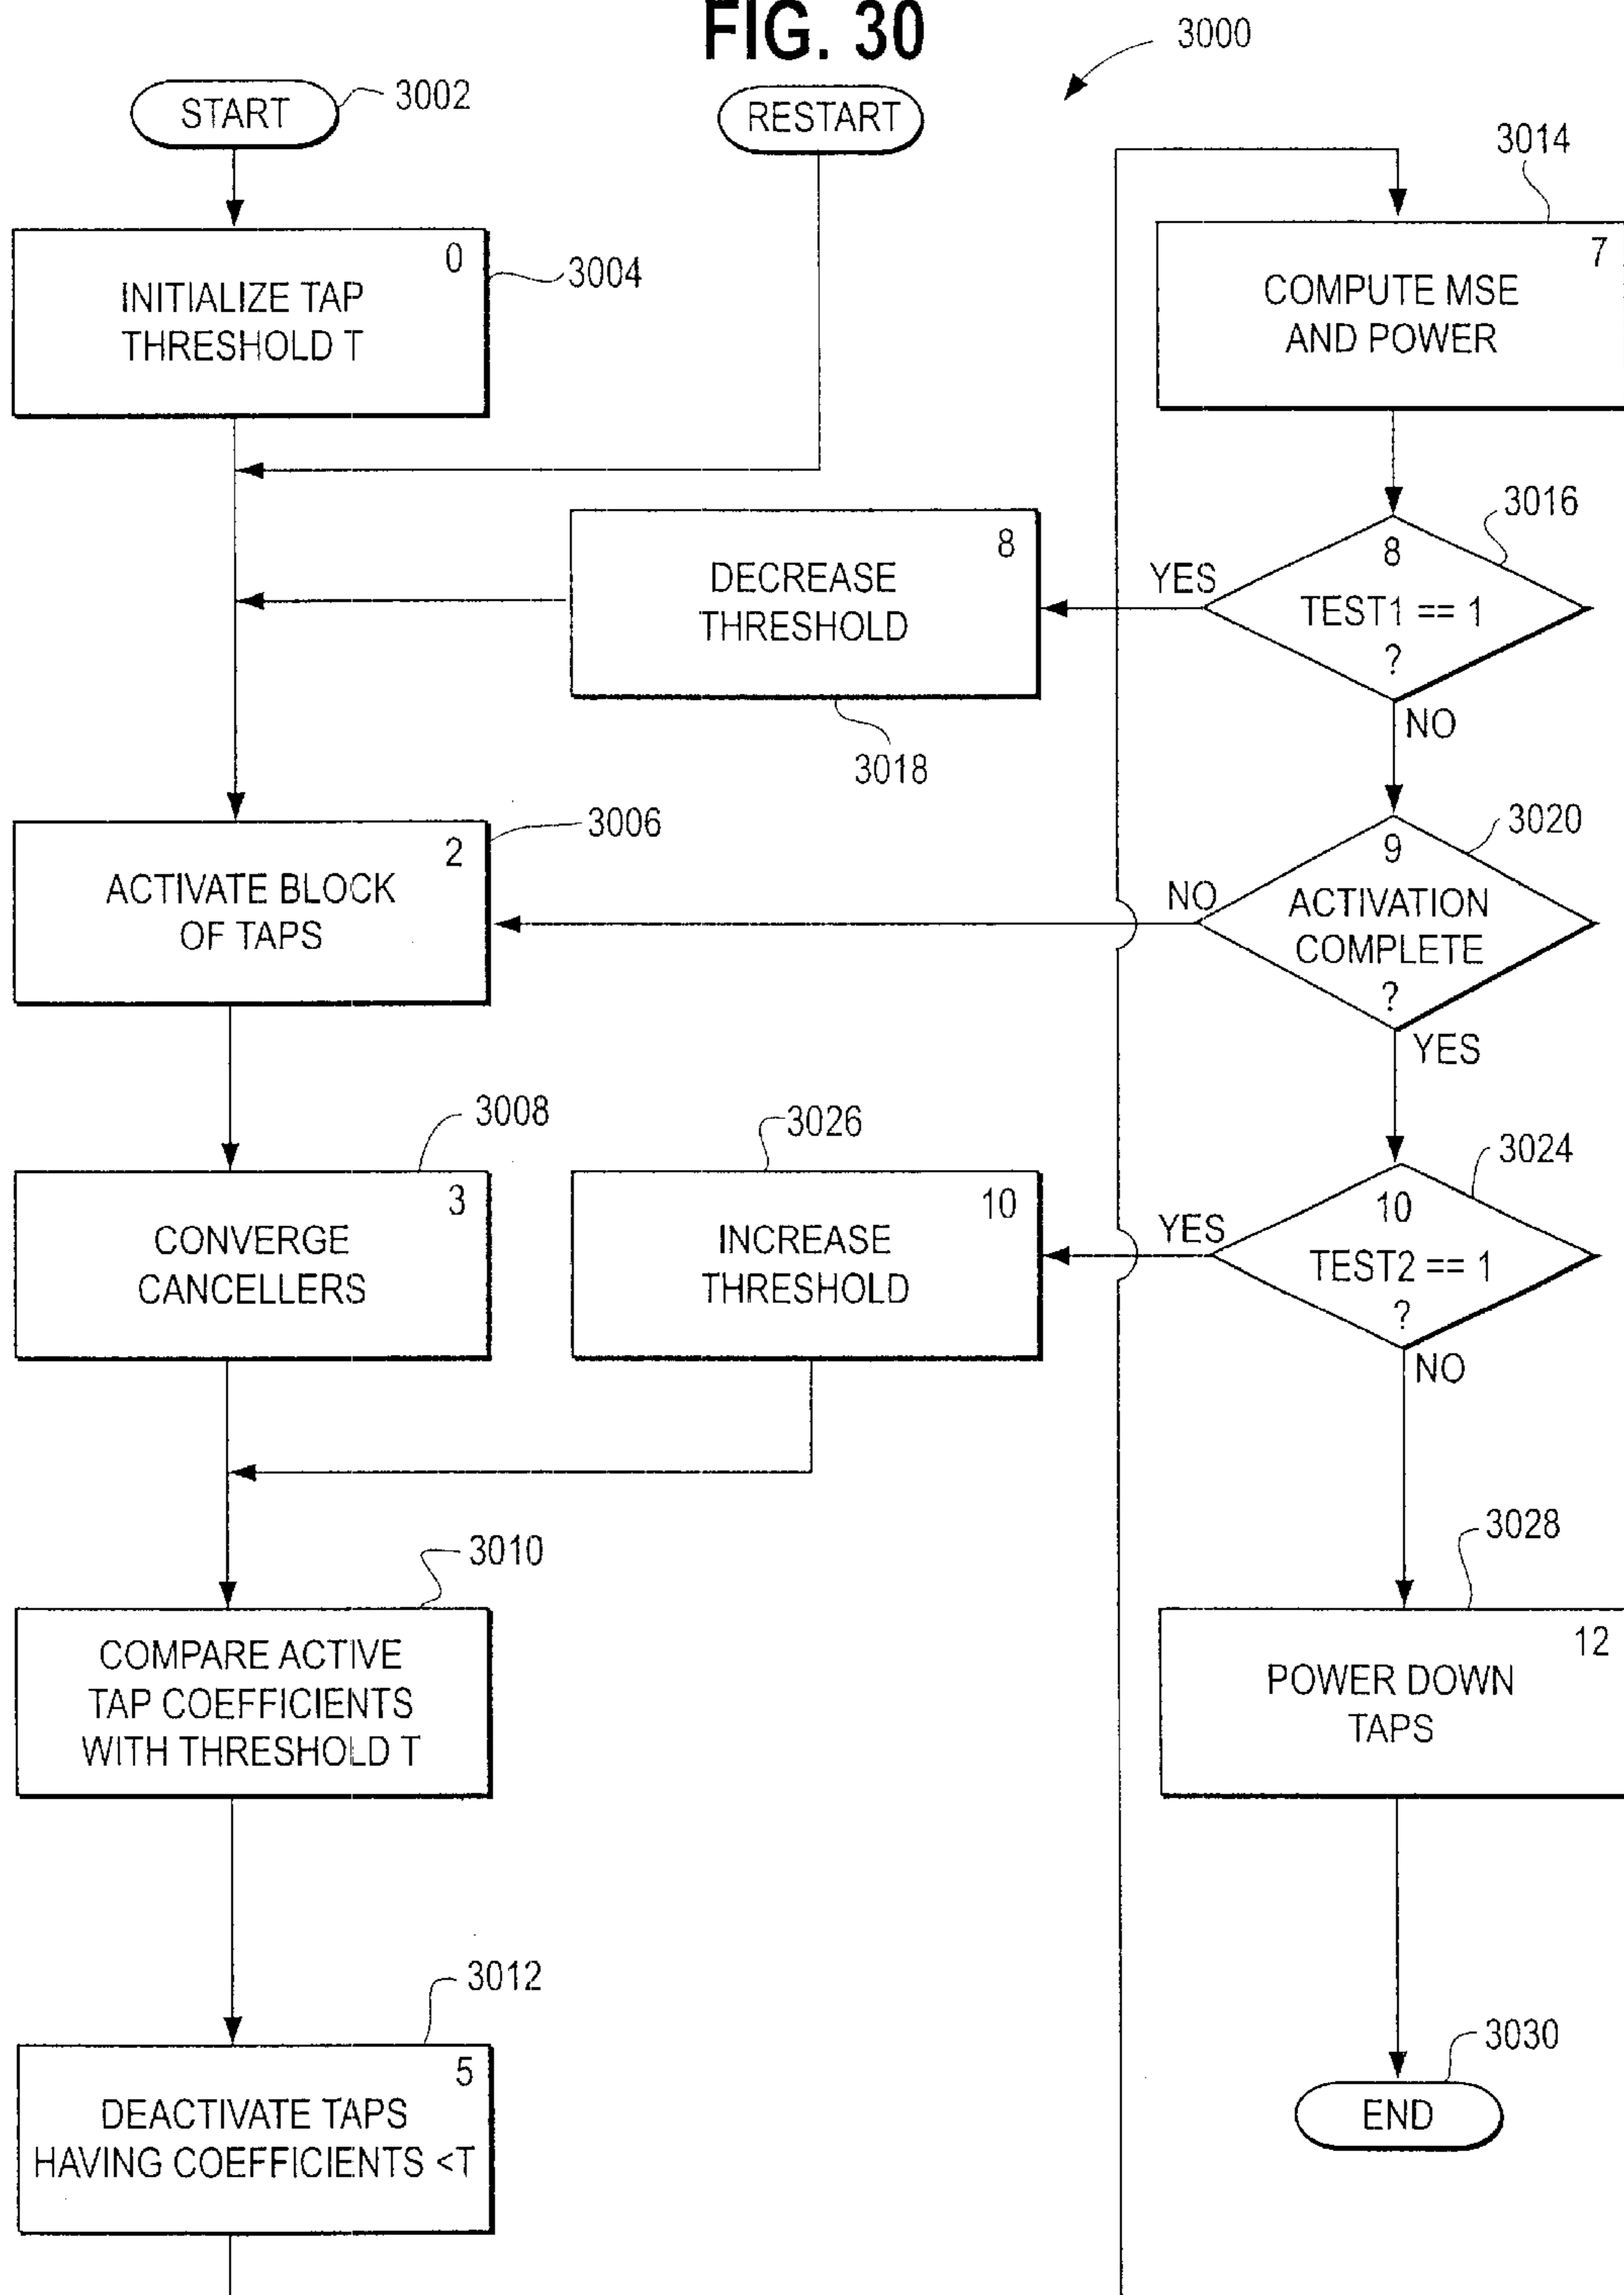 FIG. 30
3000
START
3002
RESTART
0
INITIALIZE TAP
THRESHOLD T
3004
3014
7
COMPUTE MSE
AND POWER
8
DECREASE
THRESHOLD
3018
3016
8
TEST1 == 1
?
YES
NO
3006
2
ACTIVATE BLOCK
OF TAPS
3020
9
ACTIVATION
COMPLETE
?
NO
YES
3008
3
CONVERGE
CANCELLERS
3026
10
INCREASE
THRESHOLD
3024
10
TEST2 == 1
?
YES
NO
3010
COMPARE ACTIVE
TAP COEFFICIENTS
WITH THRESHOLD T
3028
12
POWER DOWN
TAPS
3012
5
DEACTIVATE TAPS
HAVING COEFFICIENTS <T
3030
END